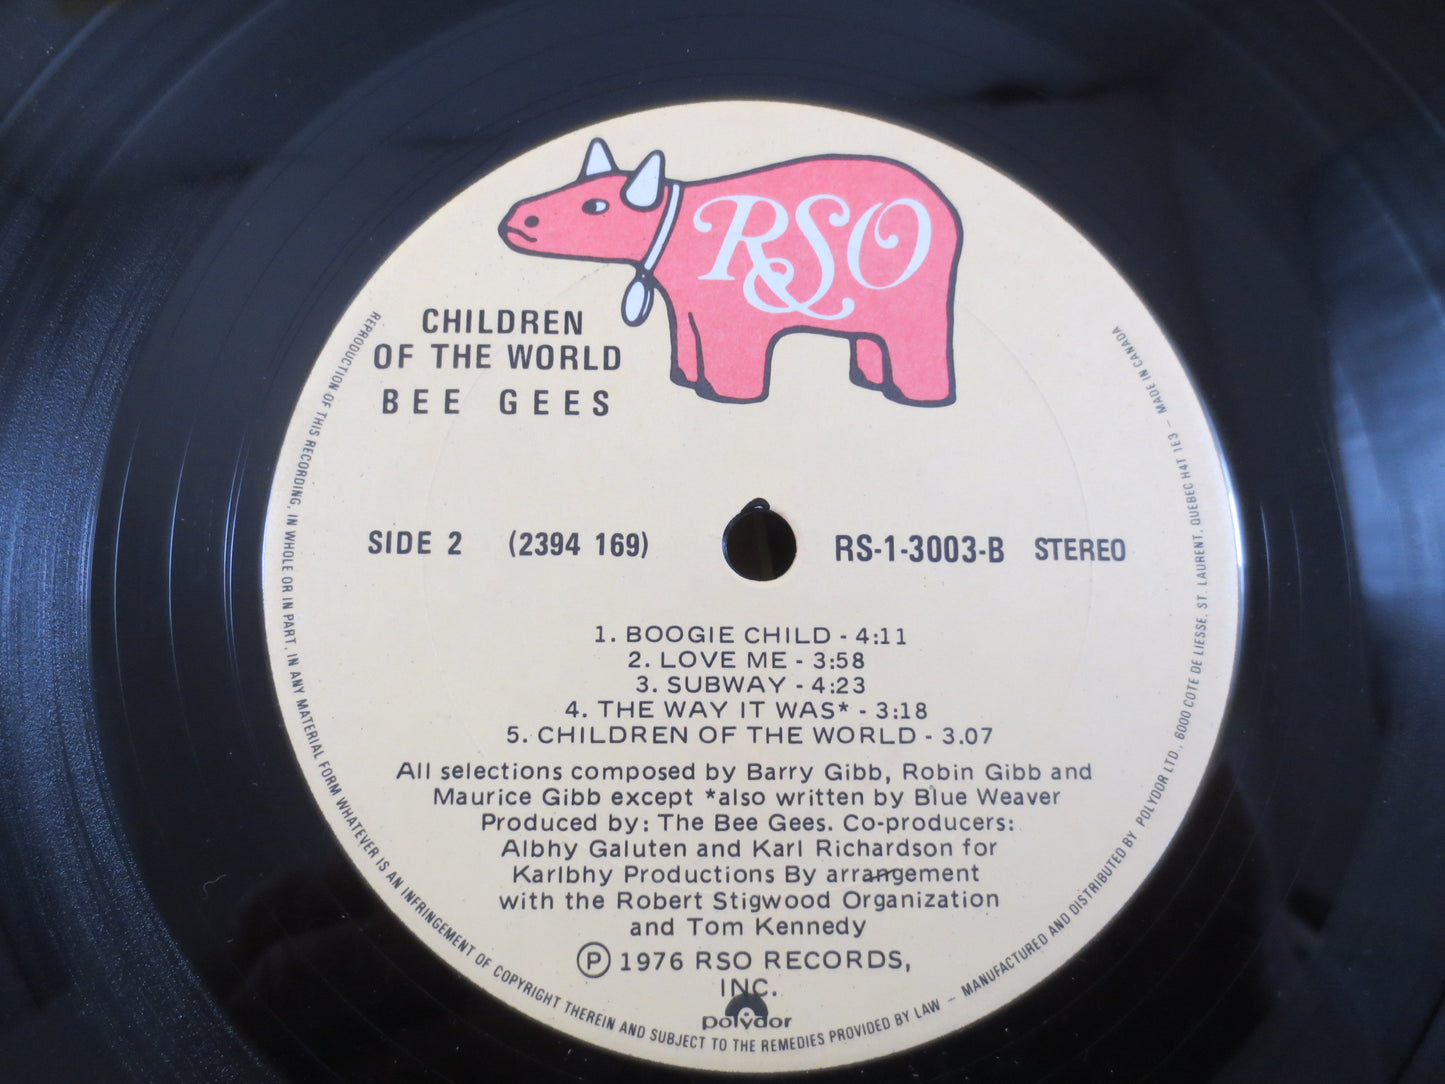 RSO
CHILDREN
OF THE WORLD
BEE GEES
SIDE 2 (2394 169)
RS-1-3003-B STEREO
1. BOOGIE CHILD - 4:11
2. LOVE ME - 3:58
3. SUBWAY - 4:23
4. THE WAY IT WAS* - 3:18
5. CHILDREN OF THE WORLD - 3.07
All selections composed by Barry Gibb, Robin Gibb and
Maurice Gibb except *also written by Blue Weaver
Produced by: The Bee Gees. Co-producers:
Albhy Galuten and Karl Richardson for
Karlbhy Productions By arrangement
with the Robert Stigwood Organization
and Tom Kennedy
Ⓟ 1976 RSO RECORDS,
INC.
polydor
REPRODUCTION OF THIS RECORDING, IN WHOLE OR IN PART, IN ANY MATERIAL FORM WHATEVER IS AN INFRINGEMENT OF COPYRIGHT THEREIN AND SUBJECT TO THE REMEDIES PROVIDED BY LAW – MANUFACTURED AND DISTRIBUTED BY POLYDOR LTD., 6000 COTE DE LIESSE, ST. LAURENT, QUEBEC H4T 1E3 – MADE IN CANADA